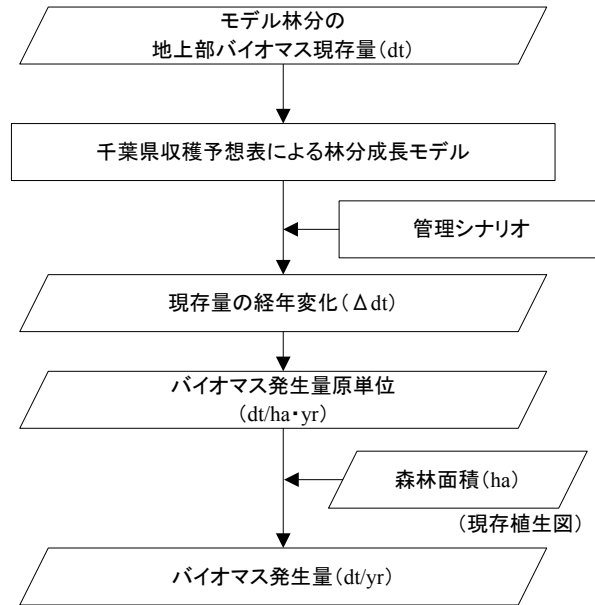 モデル林分の
地上部バイオマス現存量(dt)
千葉県収穫予想表による林分成長モデル
管理シナリオ
現存量の経年変化(Δdt)
バイオマス発生量原単位
(dt/ha・yr)
森林面積(ha)
(現存植生図)
バイオマス発生量(dt/yr)